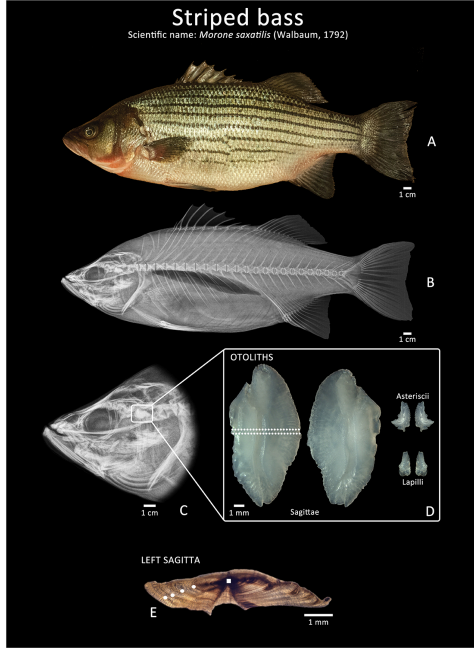 Striped bass
Scientific name: Morone saxatilis (Walbaum, 1792)
A
1 cm
B
1 cm
OTOLITHS
Asteriscii
Lapilli
1 cm
C
1 mm
Sagittae
D
LEFT SAGITTA
E
1 mm